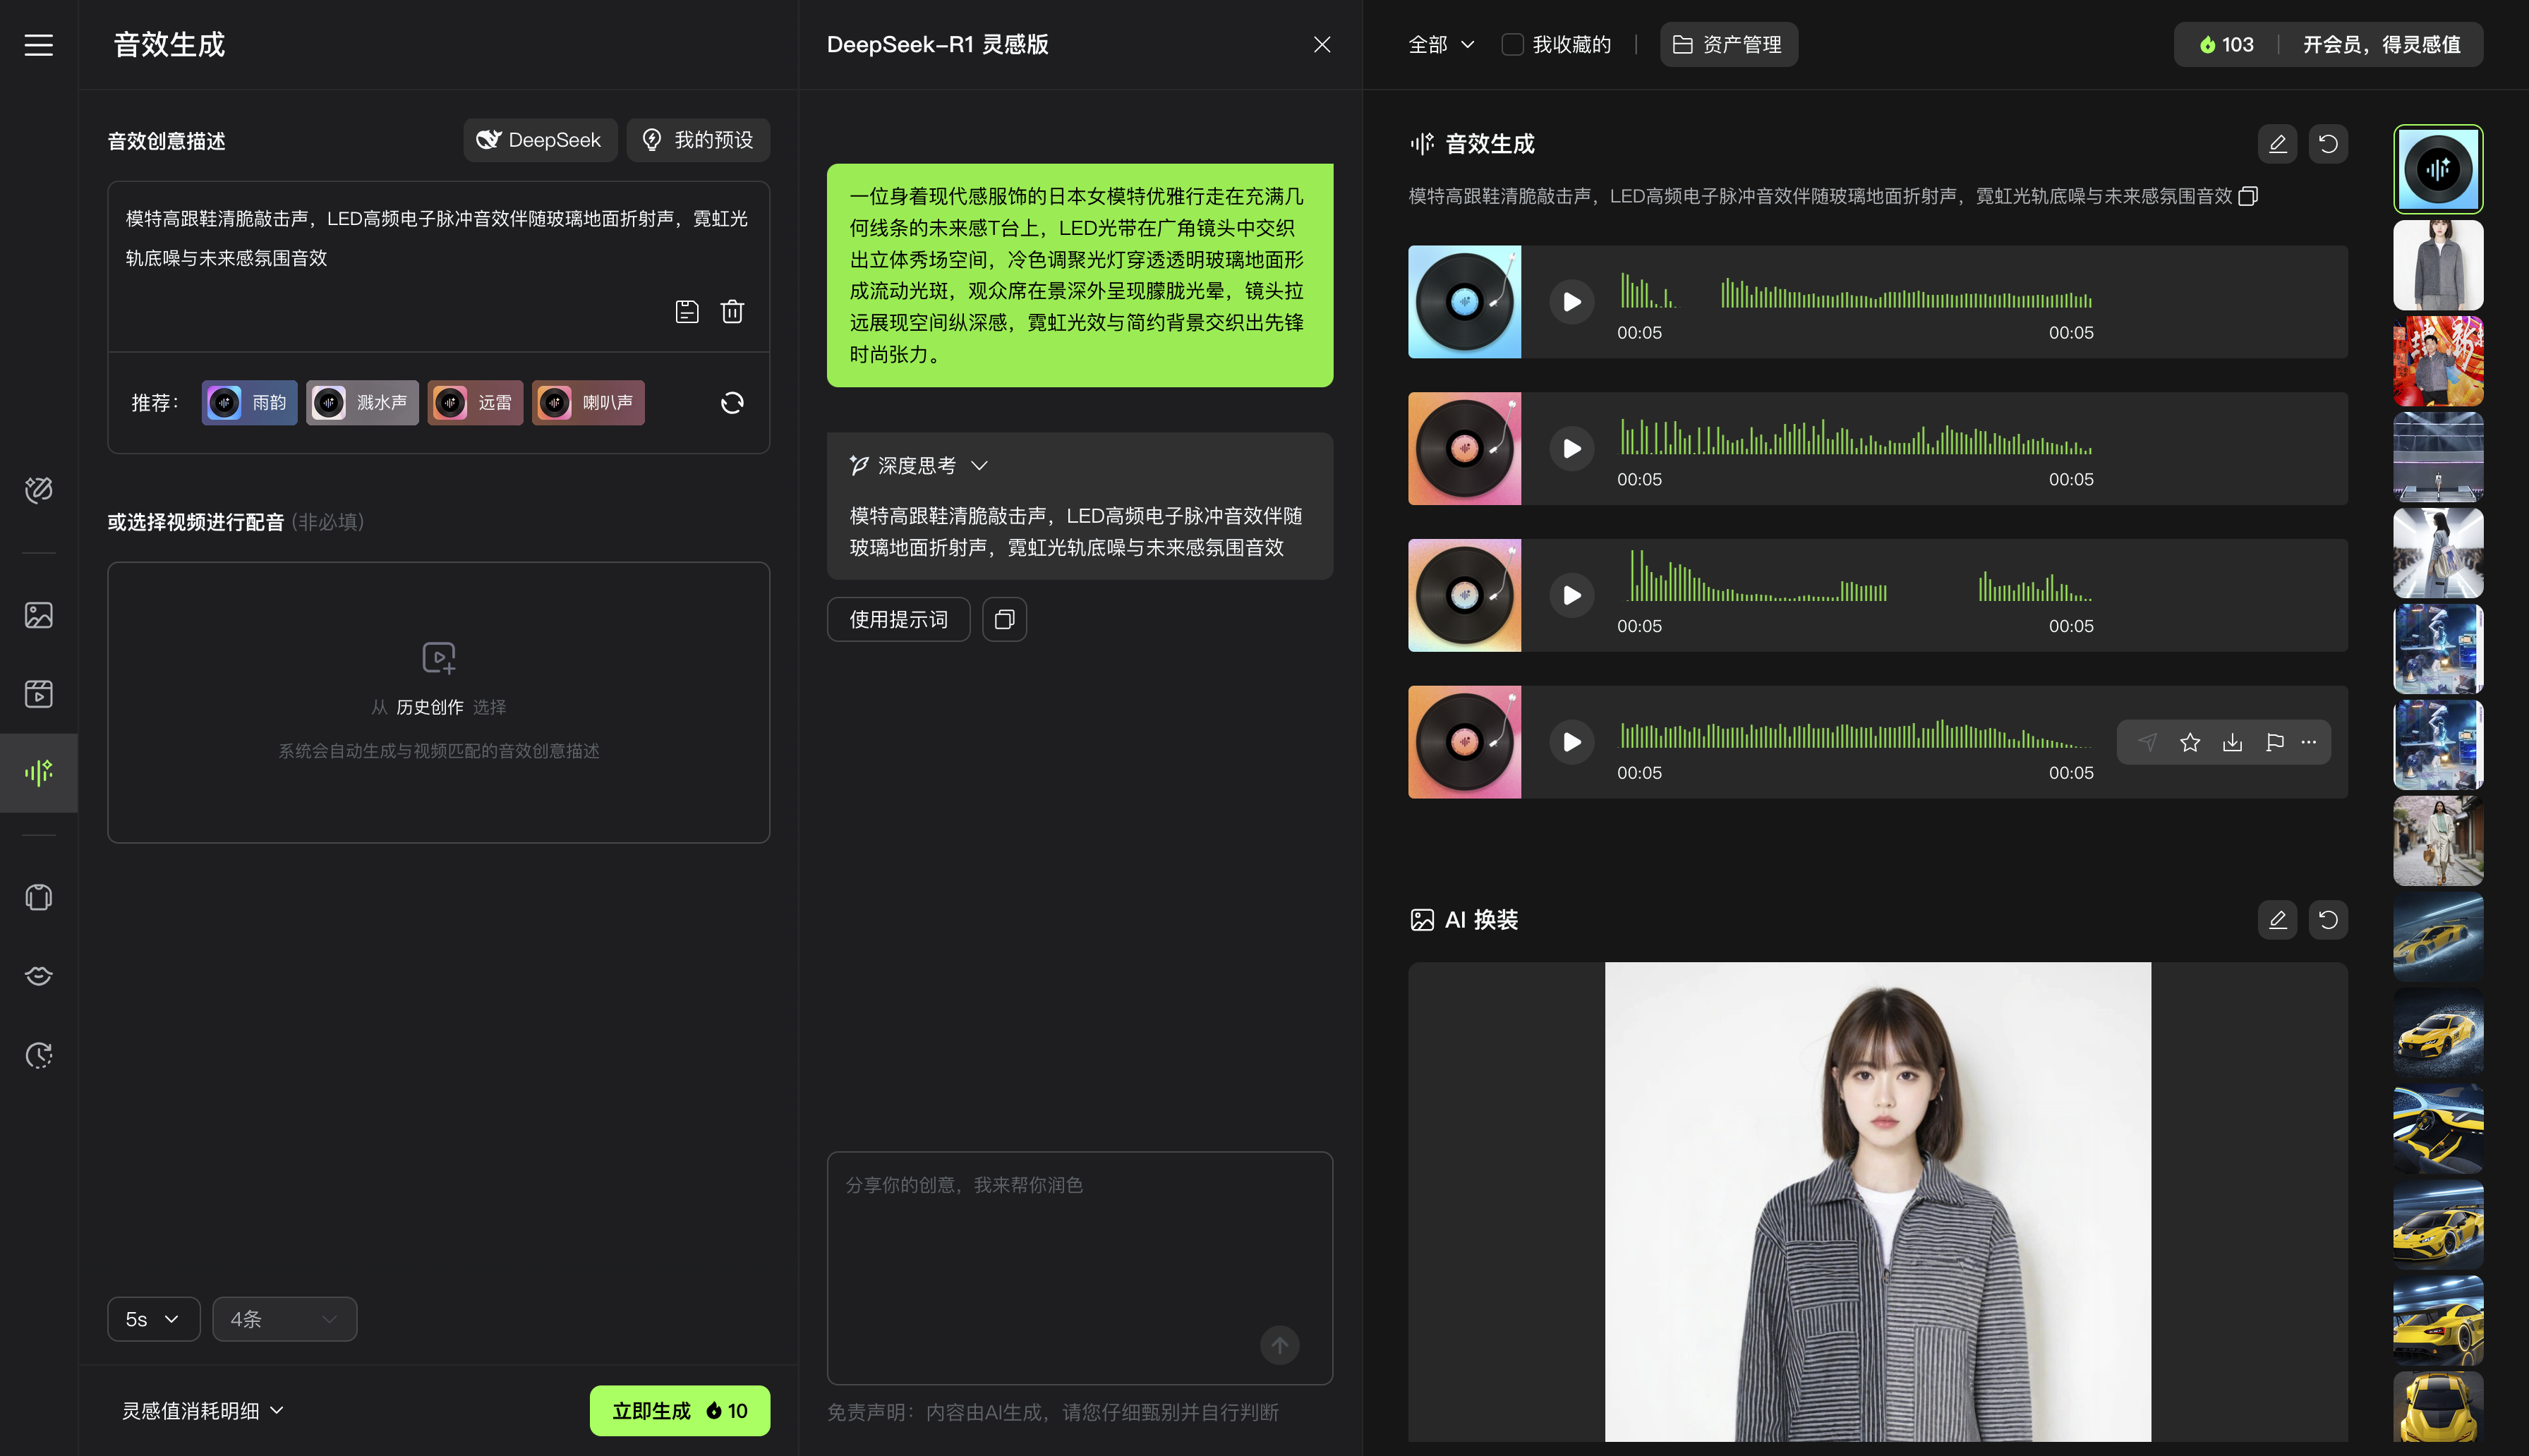 音效生成
音效创意描述
DeepSeek
我的预设
模特高跟鞋清脆敲击声，LED高频电子脉冲音效伴随玻璃地面折射声，霓虹光
轨底噪与未来感氛围音效
推荐：
雨韵
溅水声
远雷
喇叭声
或选择视频进行配音 (非必填)
从 历史创作 选择
系统会自动生成与视频匹配的音效创意描述
5s
4条
灵感值消耗明细
立即生成 10
DeepSeek-R1 灵感版
一位身着现代感服饰的日本女模特优雅行走在充满几
何线条的未来感T台上，LED光带在广角镜头中交织
出立体秀场空间，冷色调聚光灯穿透透明玻璃地面形
成流动光斑，观众席在景深外呈现朦胧光晕，镜头拉
远展现空间纵深感，霓虹光效与简约背景交织出先锋
时尚张力。
深度思考
模特高跟鞋清脆敲击声，LED高频电子脉冲音效伴随
玻璃地面折射声，霓虹光轨底噪与未来感氛围音效
使用提示词
分享你的创意，我来帮你润色
免责声明：内容由AI生成，请您仔细甄别并自行判断
全部
我收藏的
资产管理
103
开会员，得灵感值
音效生成
模特高跟鞋清脆敲击声，LED高频电子脉冲音效伴随玻璃地面折射声，霓虹光轨底噪与未来感氛围音效
00:05 00:05
00:05 00:05
00:05 00:05
00:05 00:05
AI 换装